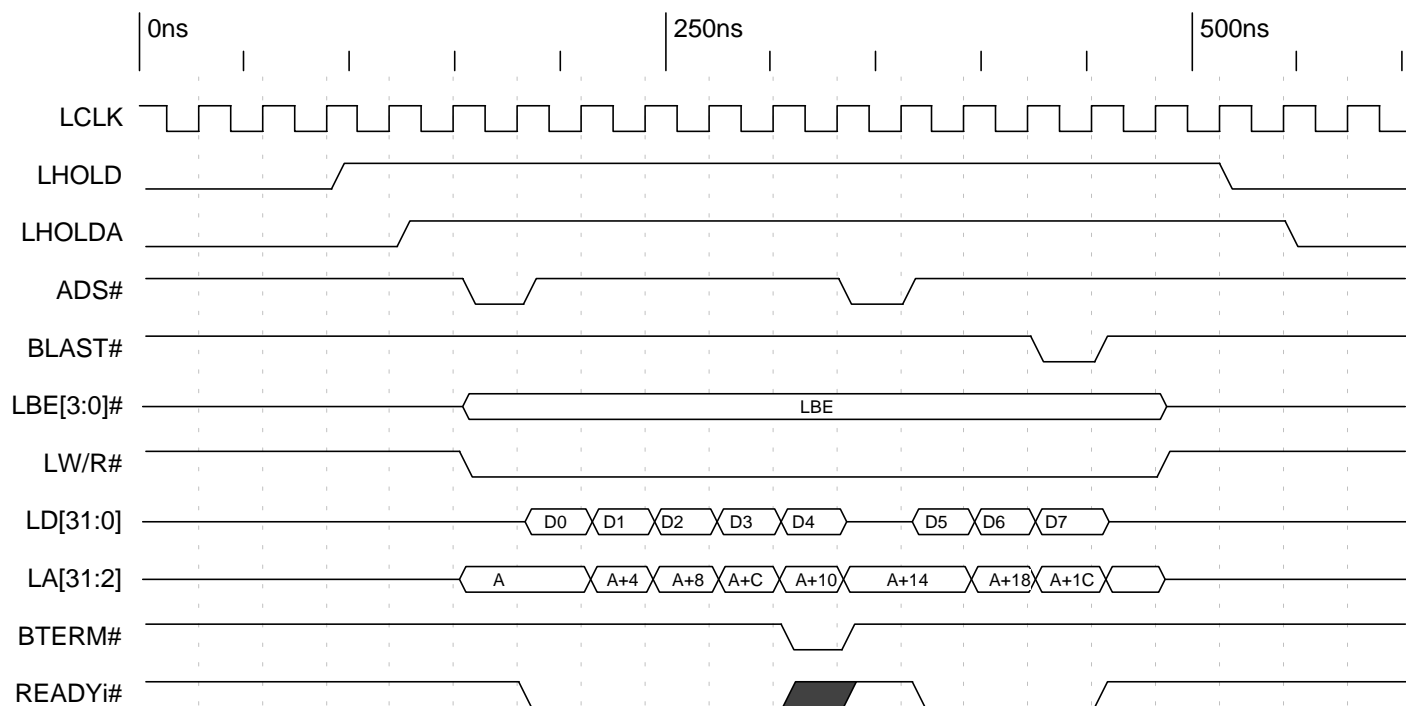 0ns 250ns 500ns
LCLK
LHOLD
LHOLDA
ADS#
BLAST#
LBE[3:0]# LBE
LW/R#
LD[31:0] D0 D1 D2 D3 D4 D5 D6 D7
LA[31:2] A A+4 A+8 A+C A+10 A+14 A+18 A+1C
BTERM#
READYi#